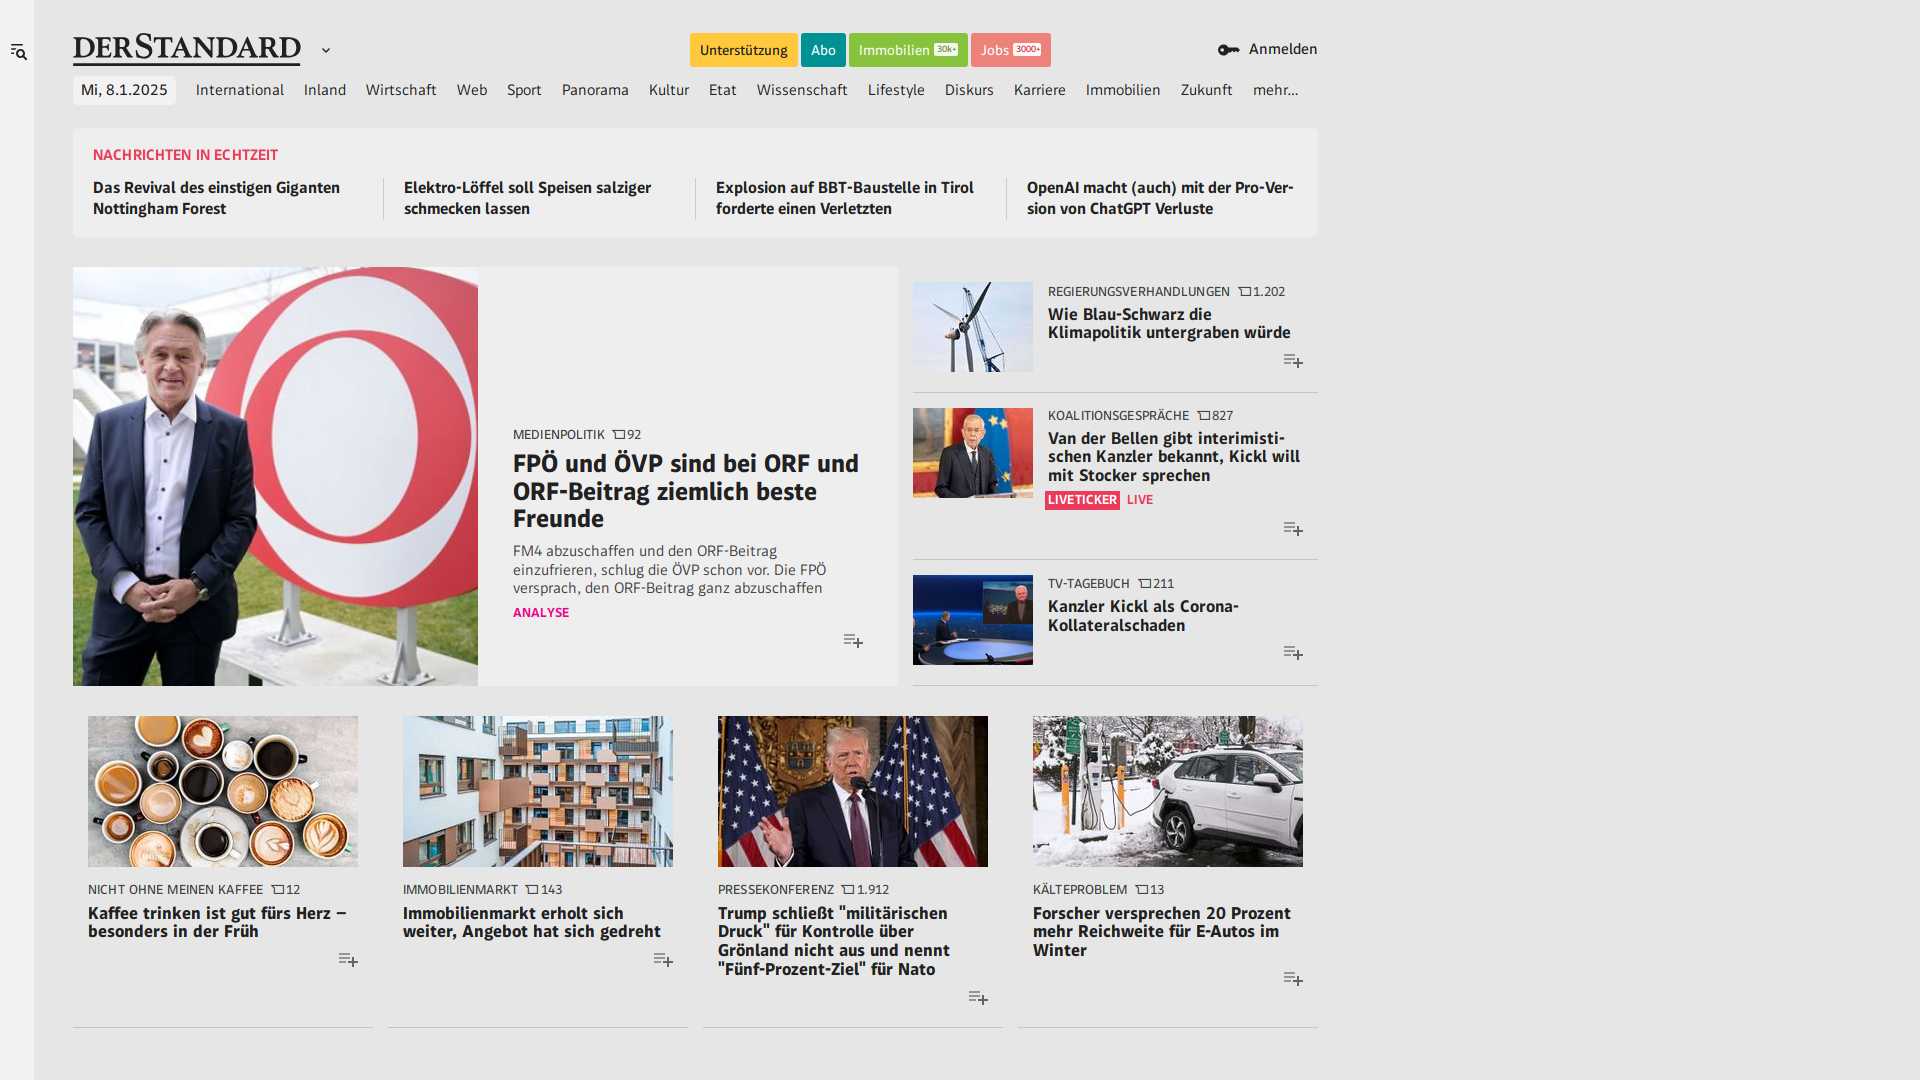 DERSTANDARD
Unterstützung
Abo
Immobilien 30k+
Jobs 3000+
Anmelden
Mi, 8.1.2025
International
Inland
Wirtschaft
Web
Sport
Panorama
Kultur
Etat
Wissenschaft
Lifestyle
Diskurs
Karriere
Immobilien
Zukunft
mehr...
NACHRICHTEN IN ECHTZEIT
Das Revival des einstigen Giganten
Nottingham Forest
Elektro-Löffel soll Speisen salziger
schmecken lassen
Explosion auf BBT-Baustelle in Tirol
forderte einen Verletzten
OpenAI macht (auch) mit der Pro-Ver-
sion von ChatGPT Verluste
MEDIENPOLITIK 92
FPÖ und ÖVP sind bei ORF und
ORF-Beitrag ziemlich beste
Freunde
FM4 abzuschaffen und den ORF-Beitrag
einzufrieren, schlug die ÖVP schon vor. Die FPÖ
versprach, den ORF-Beitrag ganz abzuschaffen
ANALYSE
REGIERUNGSVERHANDLUNGEN 1.202
Wie Blau-Schwarz die
Klimapolitik untergraben würde
KOALITIONSGESPRÄCHE 827
Van der Bellen gibt interimisti-
schen Kanzler bekannt, Kickl will
mit Stocker sprechen
LIVETICKER LIVE
TV-TAGEBUCH 211
Kanzler Kickl als Corona-
Kollateralschaden
NICHT OHNE MEINEN KAFFEE 12
Kaffee trinken ist gut fürs Herz –
besonders in der Früh
IMMOBILIENMARKT 143
Immobilienmarkt erholt sich
weiter, Angebot hat sich gedreht
PRESSEKONFERENZ 1.912
Trump schließt "militärischen
Druck" für Kontrolle über
Grönland nicht aus und nennt
"Fünf-Prozent-Ziel" für Nato
KÄLTEPROBLEM 13
Forscher versprechen 20 Prozent
mehr Reichweite für E-Autos im
Winter